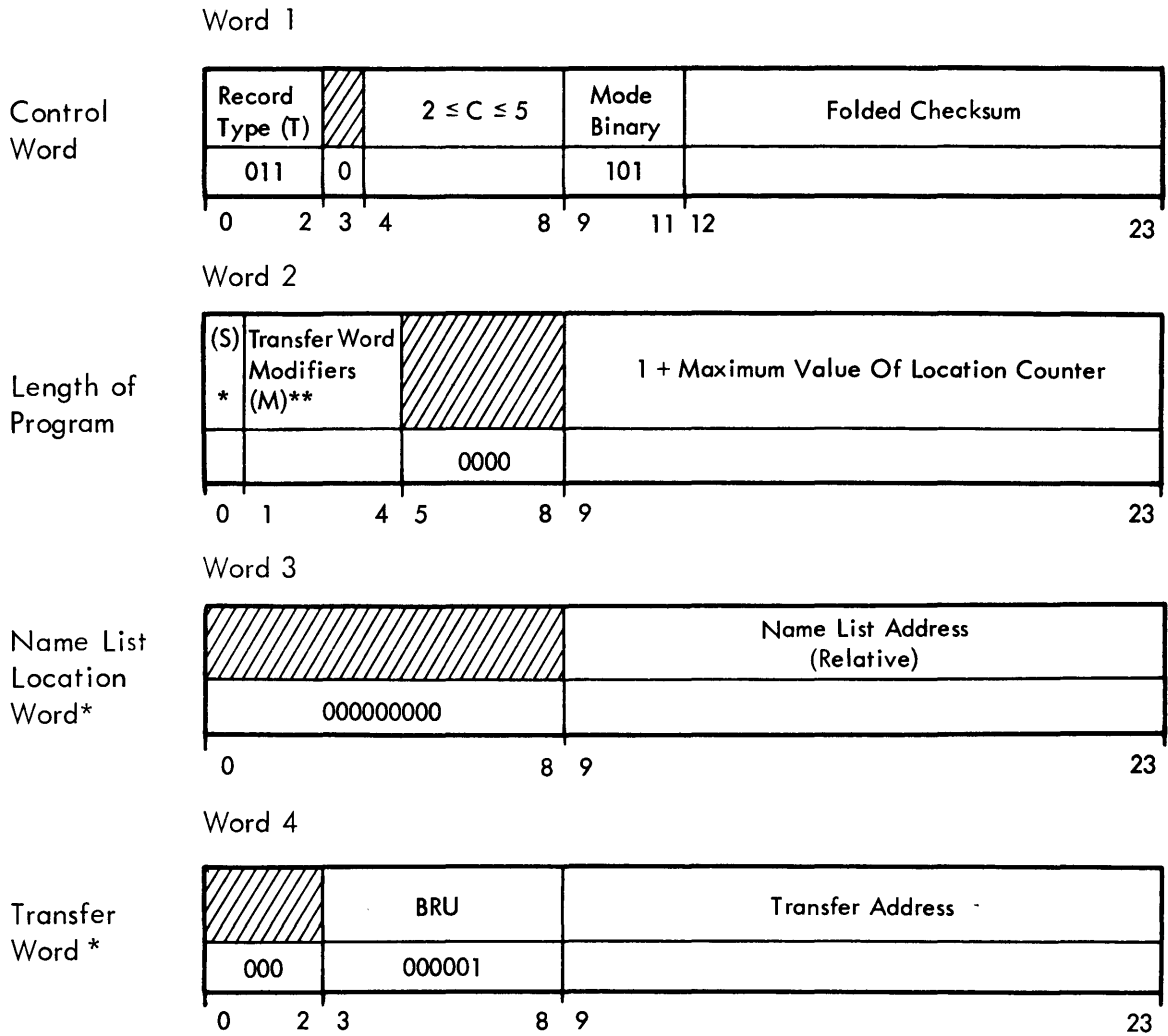 Word 1
Control
Word
Record
Type (T)
2 ≤ C ≤ 5
Mode
Binary
Folded Checksum
011
0
101
0 2 3 4 8 9 11 12 23
Word 2
Length of
Program
(S)
*
Transfer Word
Modifiers
(M)**
1 + Maximum Value Of Location Counter
0000
0 1 4 5 8 9 23
Word 3
Name List
Location
Word*
Name List Address
(Relative)
000000000
0 8 9 23
Word 4
Transfer
Word *
BRU
Transfer Address
000
000001
0 2 3 8 9 23